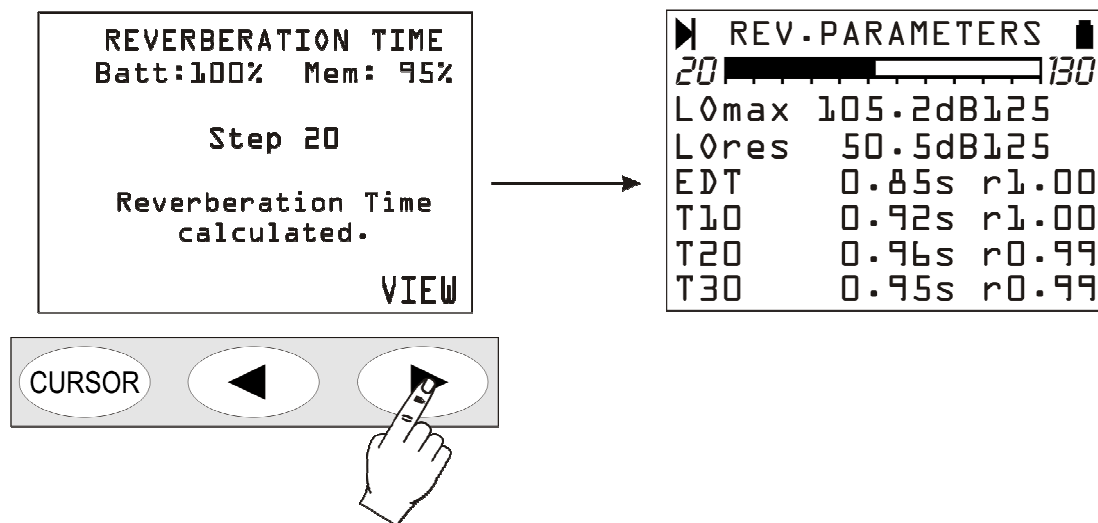 REVERBERATION TIME
Batt:100% Mem: 95%
Step 20
Reverberation Time
calculated.
VIEW
CURSOR
REV.PARAMETERS
20 130
L0max 105.2dB125
L0res 50.5dB125
EDT 0.85s r1.00
T10 0.92s r1.00
T20 0.96s r0.99
T30 0.95s r0.99